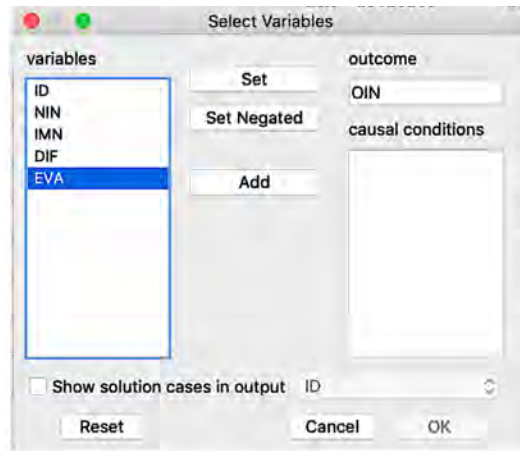 Select Variables
variables
ID
NIN
IMN
DIF
EVA
Set
Set Negated
Add
outcome
OIN
causal conditions
Show solution cases in output ID
Reset
Cancel
OK